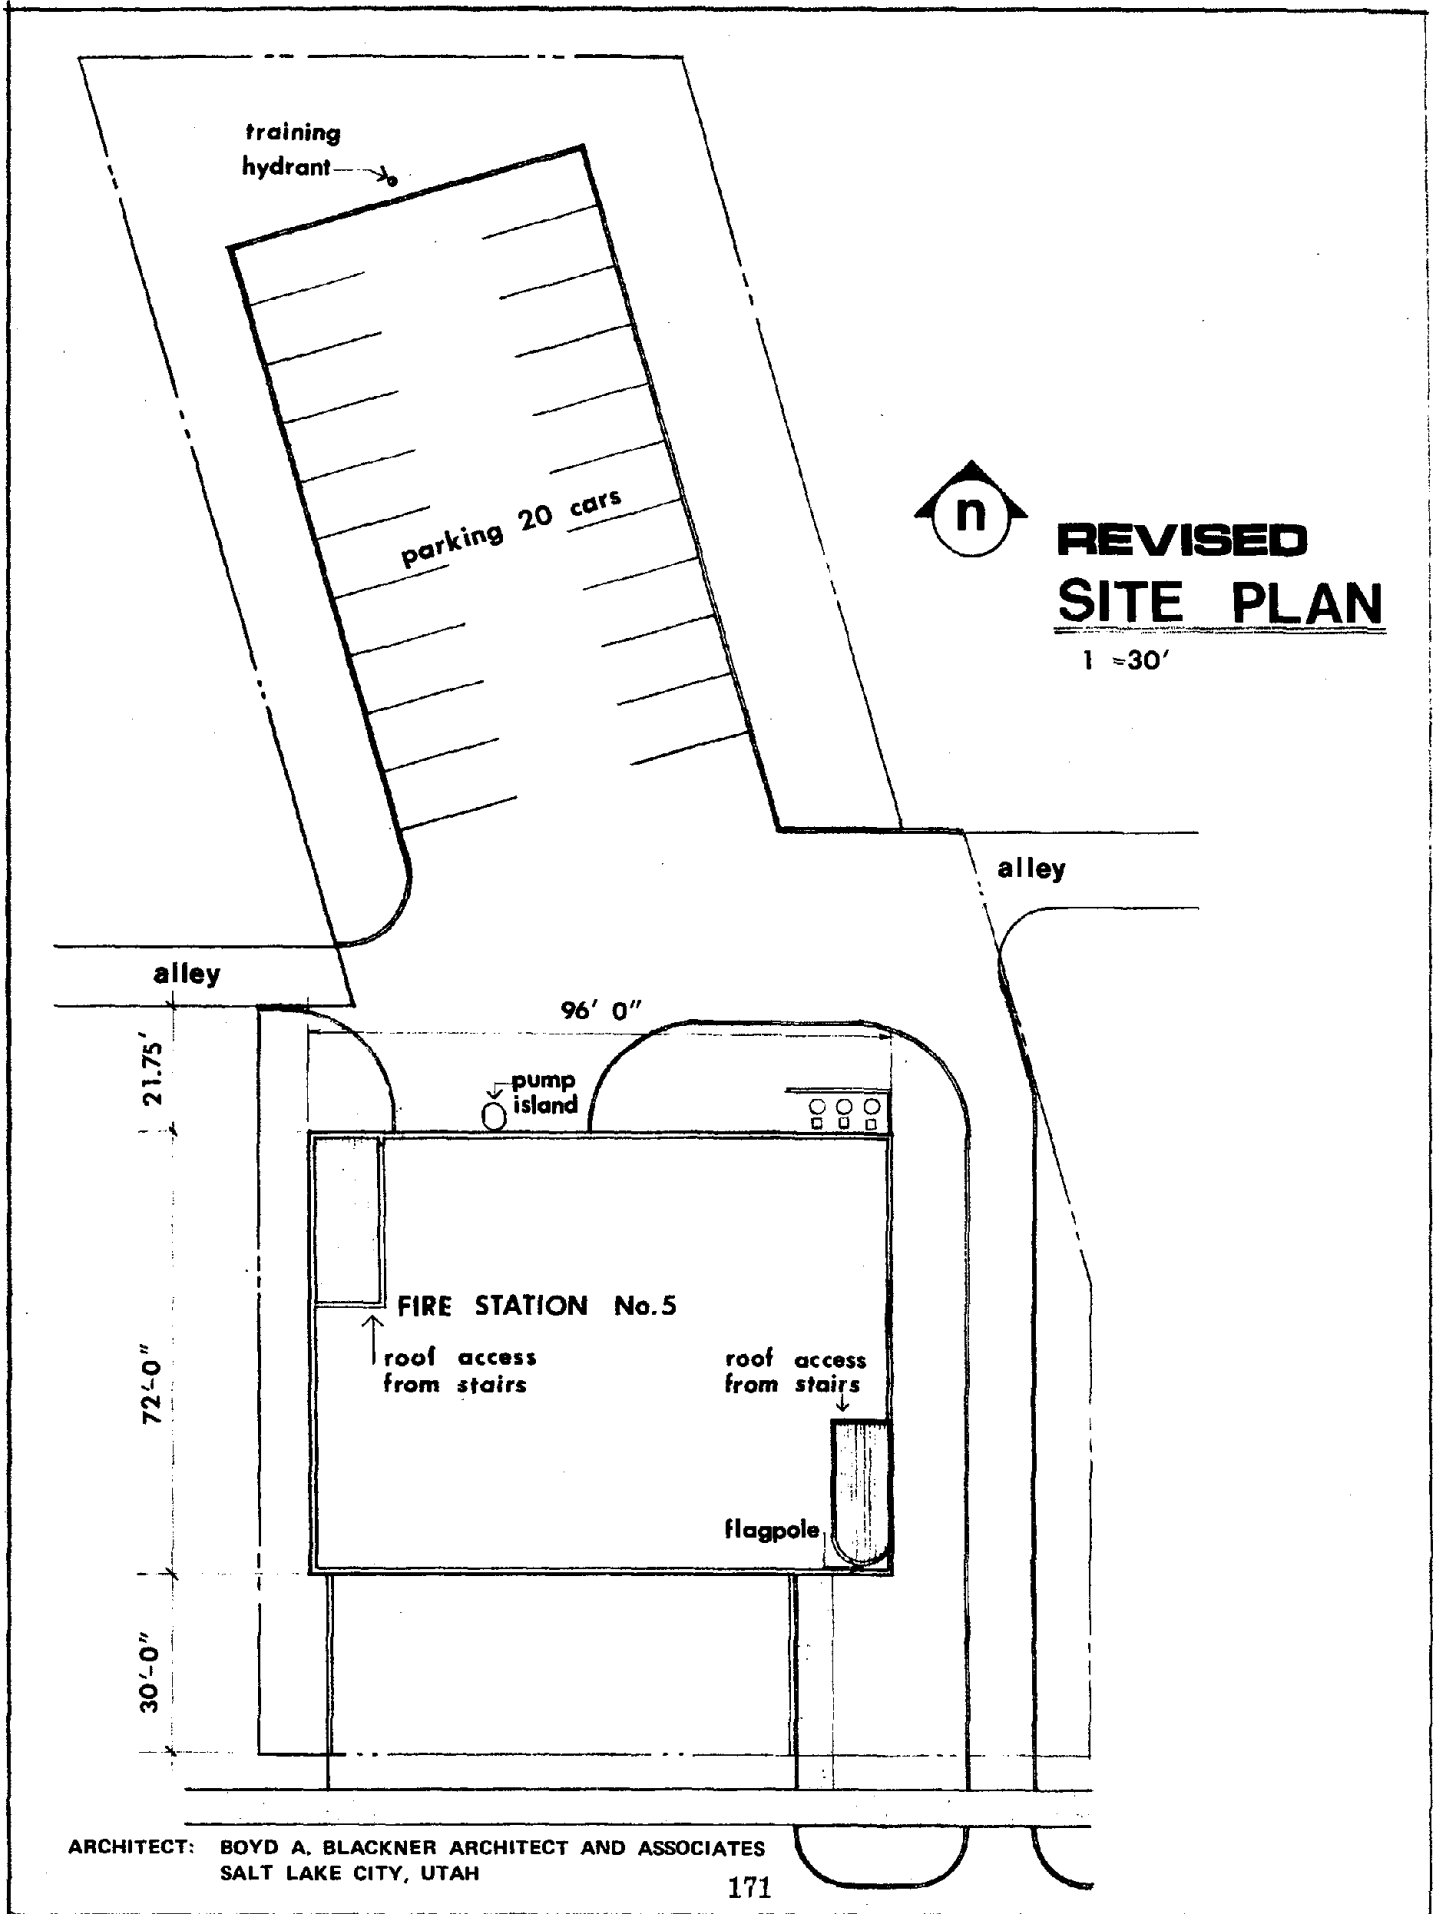 training
hydrant
parking 20 cars
n
REVISED
SITE PLAN
1 =30'
alley
alley
96' 0"
21.75'
pump
island
FIRE STATION No.5
roof access
from stairs
roof access
from stairs
72'-0"
flagpole
30'-0"
ARCHITECT: BOYD A. BLACKNER ARCHITECT AND ASSOCIATES
SALT LAKE CITY, UTAH
171